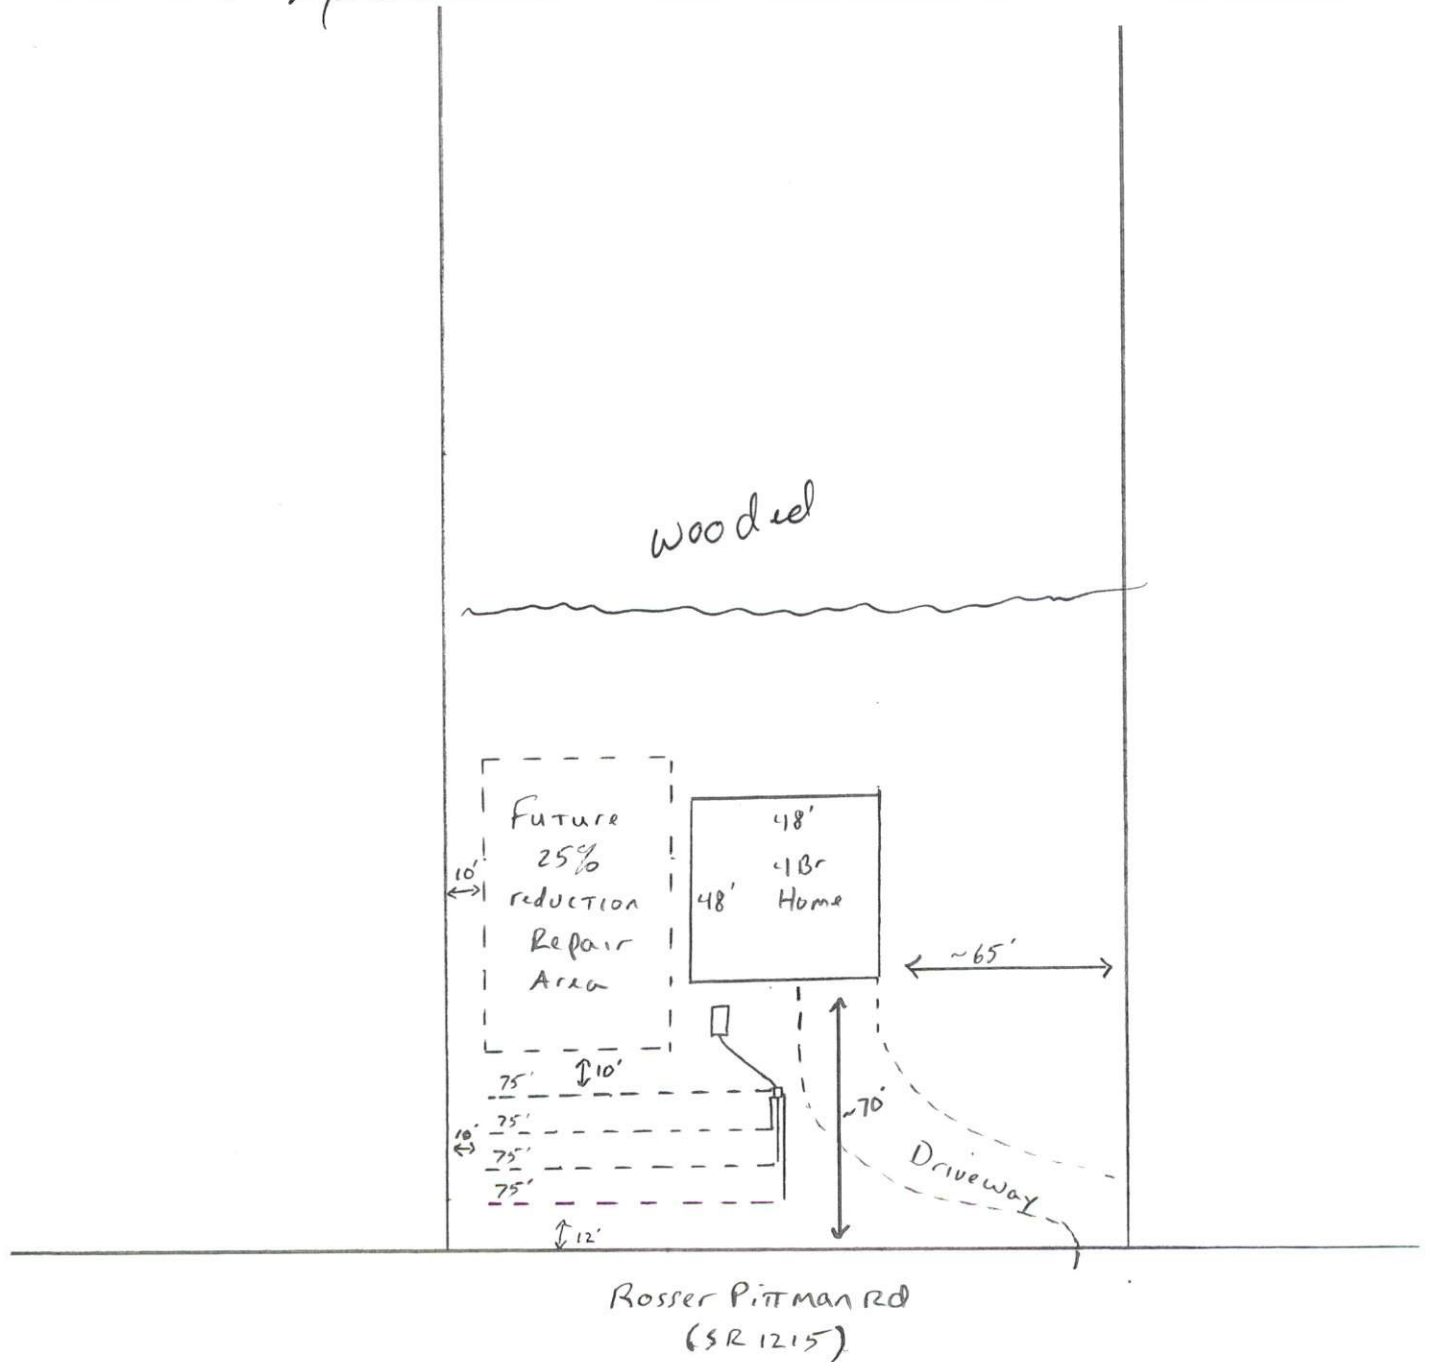 wooded
Future
25%
reduction
Repair
Area
10'
48'
4Br
48' Home
~65'
10'
75'
75'
10'
75'
75'
12'
~70'
Driveway
Rosser Pittman Rd
(SR 1215)